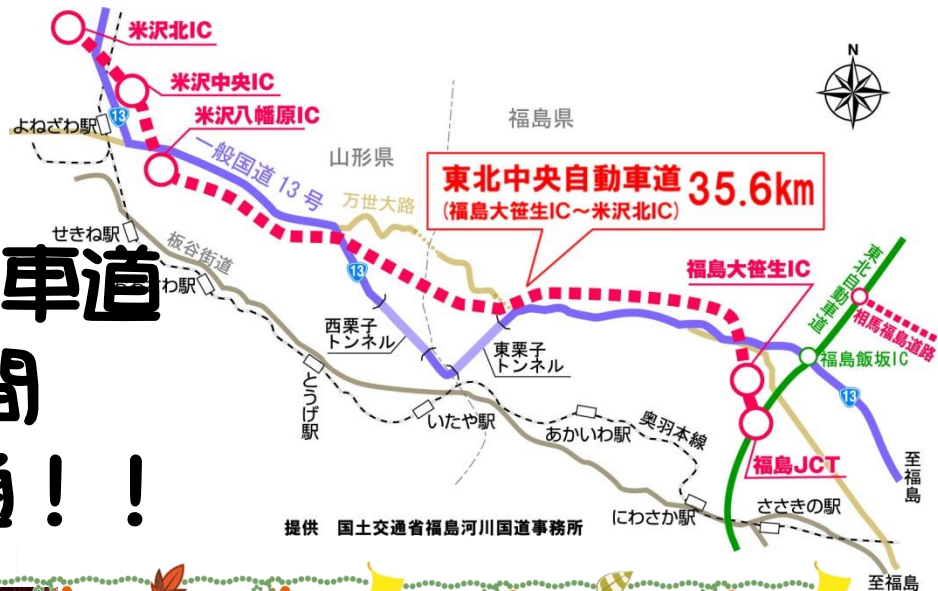 米沢北IC
米沢中央IC
米沢八幡原IC
13
よねざわ駅
一般国道13号
山形県
福島県
N
万世大路
東北中央自動車道 35.6km
(福島大笹生IC～米沢北IC)
せきね駅
板谷街道
わ駅
13
福島大笹生IC
東北自動車道
相馬福島道路
福島飯坂IC
13
西栗子
トンネル
東栗子
トンネル
とうげ駅
いたや駅
あかいわ駅
奥羽本線
福島JCT
至福島
にわさか駅
ささきの駅
至福島
車道
間
！！
提供 国土交通省福島河川国道事務所